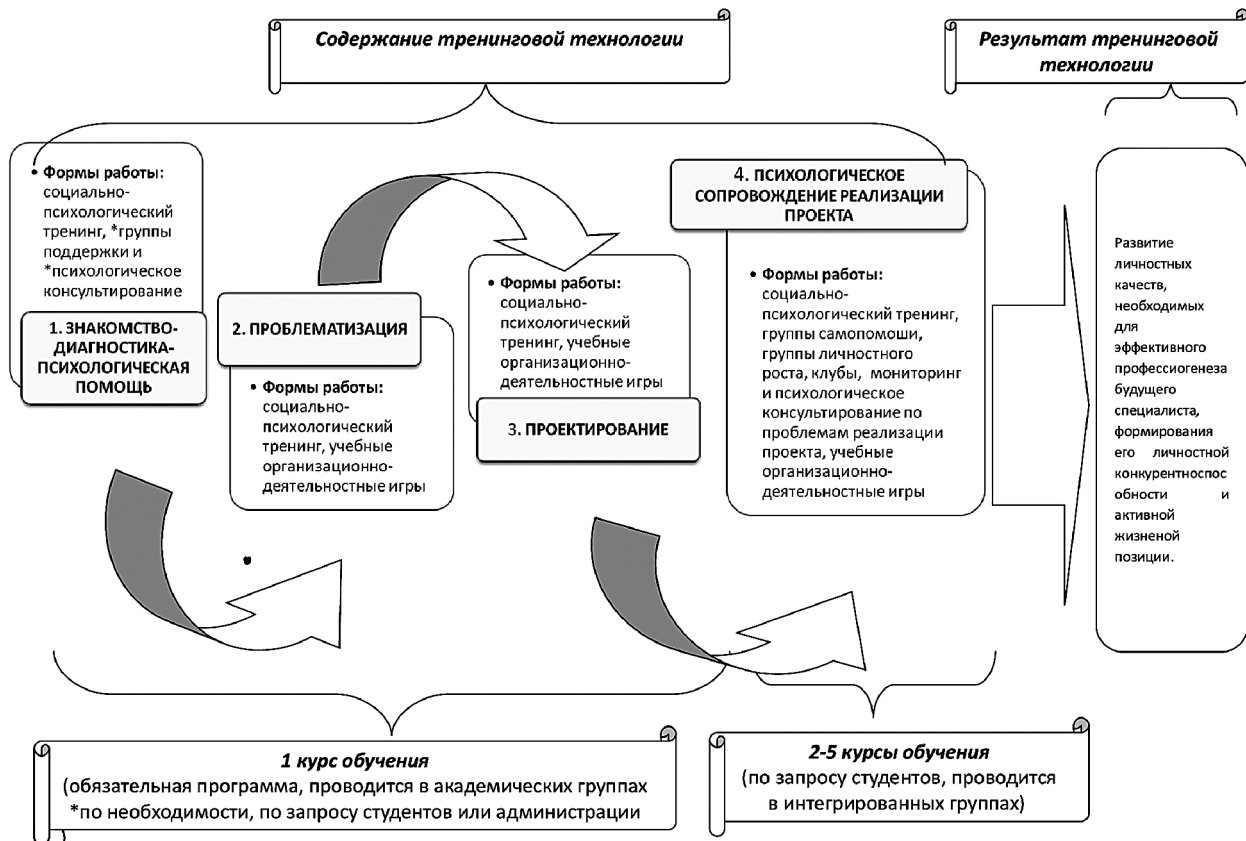 Содержание тренинговой технологии
Результат тренинговой
технологии
• Формы работы:
социально-
психологический
тренинг, *группы
поддержки и
*психологическое
консультирование
1. ЗНАКОМСТВО-
ДИАГНОСТИКА-
ПСИХОЛОГИЧЕСКАЯ
ПОМОЩЬ
2. ПРОБЛЕМАТИЗАЦИЯ
• Формы работы:
социально-
психологический
тренинг, учебные
организационно-
деятельностные игры
• Формы работы:
социально-
психологический
тренинг, учебные
организационно-
деятельностные игры
3. ПРОЕКТИРОВАНИЕ
4. ПСИХОЛОГИЧЕСКОЕ
СОПРОВОЖДЕНИЕ РЕАЛИЗАЦИИ
ПРОЕКТА
• Формы работы:
социально-
психологический тренинг,
группы самопомоши,
группы личностного
роста, клубы, мониторинг
и психологическое
консультирование по
проблемам реализации
проекта, учебные
организационно-
деятельностные игры
Развитие
личностных
качеств,
необходимых
для
эффективного
профессиогенеза
будущего
специалиста,
формирования
его личностной
конкурентноспос
обности и
активной
жизненой
позиции.
1 курс обучения
(обязательная программа, проводится в академических группах
*по необходимости, по запросу студентов или администрации
2-5 курсы обучения
(по запросу студентов, проводится
в интегрированных группах)